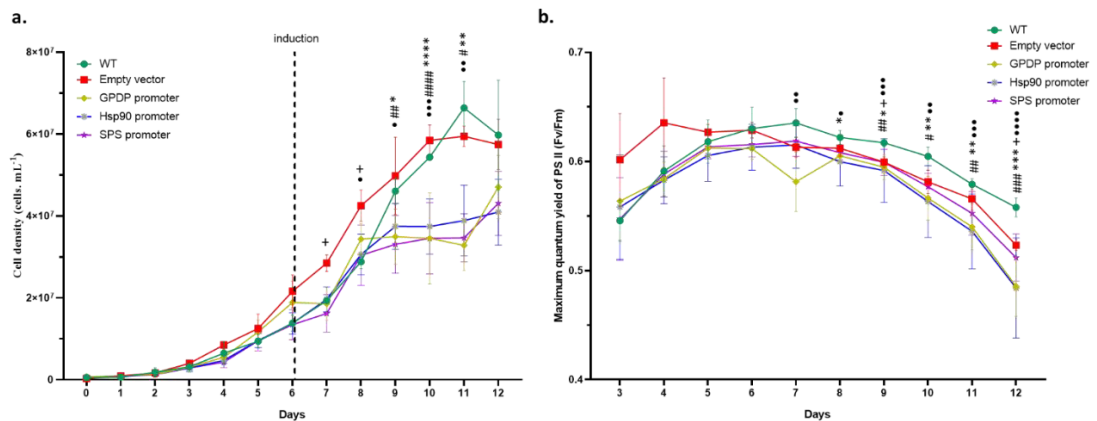 a.
induction
WT
Empty vector
GPDP promoter
Hsp90 promoter
SPS promoter
Cell density (cells. mL⁻¹)
8×10⁷
6×10⁷
4×10⁷
2×10⁷
0
+
+
•
* ## •
**** #### •••
** # ••
0 1 2 3 4 5 6 7 8 9 10 11 12
Days
b.
WT
Empty vector
GPDP promoter
Hsp90 promoter
SPS promoter
Maximum quantum yield of PS II (Fv/Fm)
0.7
0.6
0.5
0.4
••
•*
## * + •••
# ** ••
## *** •••
### **** + ••••
3 4 5 6 7 8 9 10 11 12
Days